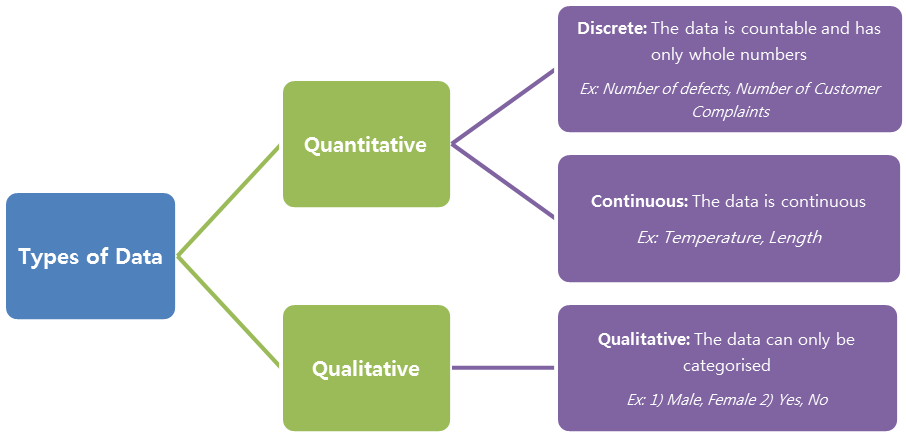 Types of Data
Quantitative
Discrete: The data is countable and has
only whole numbers
Ex: Number of defects, Number of Customer
Complaints
Continuous: The data is continuous
Ex: Temperature, Length
Qualitative
Qualitative: The data can only be
categorised
Ex: 1) Male, Female 2) Yes, No